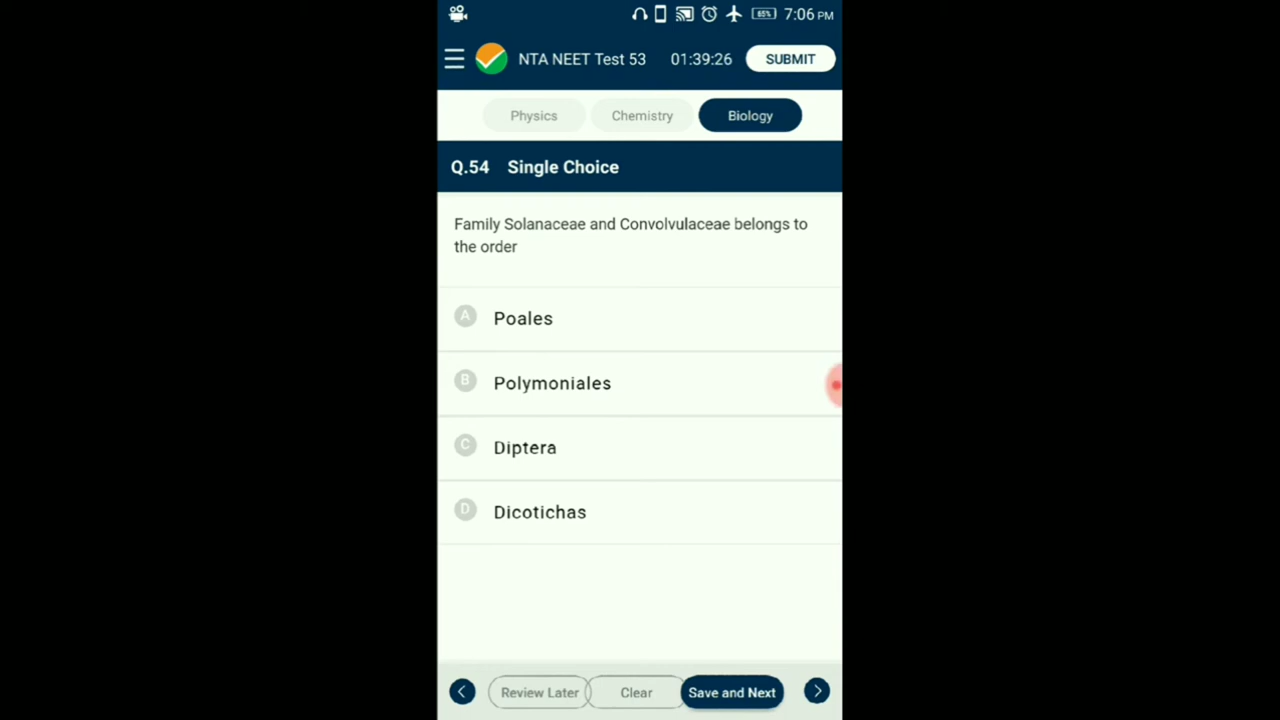 65% 7:06 PM
NTA NEET Test 53 01:39:26 SUBMIT
Physics Chemistry Biology
Q.54 Single Choice
Family Solanaceae and Convolvulaceae belongs to
the order
A Poales
B Polymoniales
C Diptera
D Dicotichas
Review Later Clear Save and Next